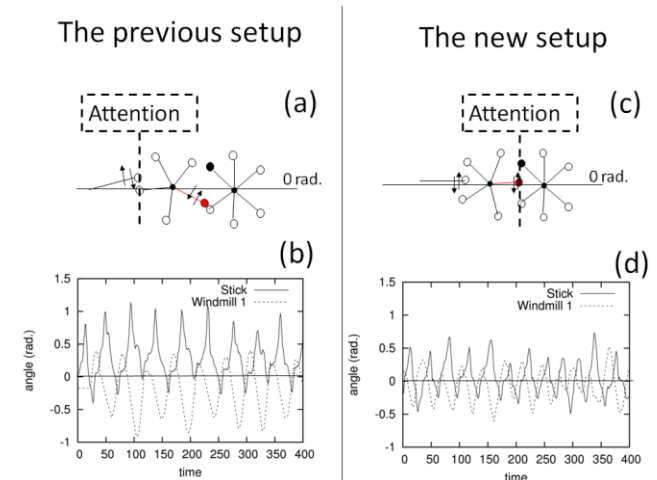 The previous setup
(a)
Attention
0 rad.
(b)
1.5
1
0.5
0
-0.5
-1
angle (rad.)
Stick
Windmill 1
0 50 100 150 200 250 300 350 400
time
The new setup
(c)
Attention
0 rad.
(d)
1.5
1
0.5
0
-0.5
-1
angle (rad.)
Stick
Windmill 1
0 50 100 150 200 250 300 350 400
time